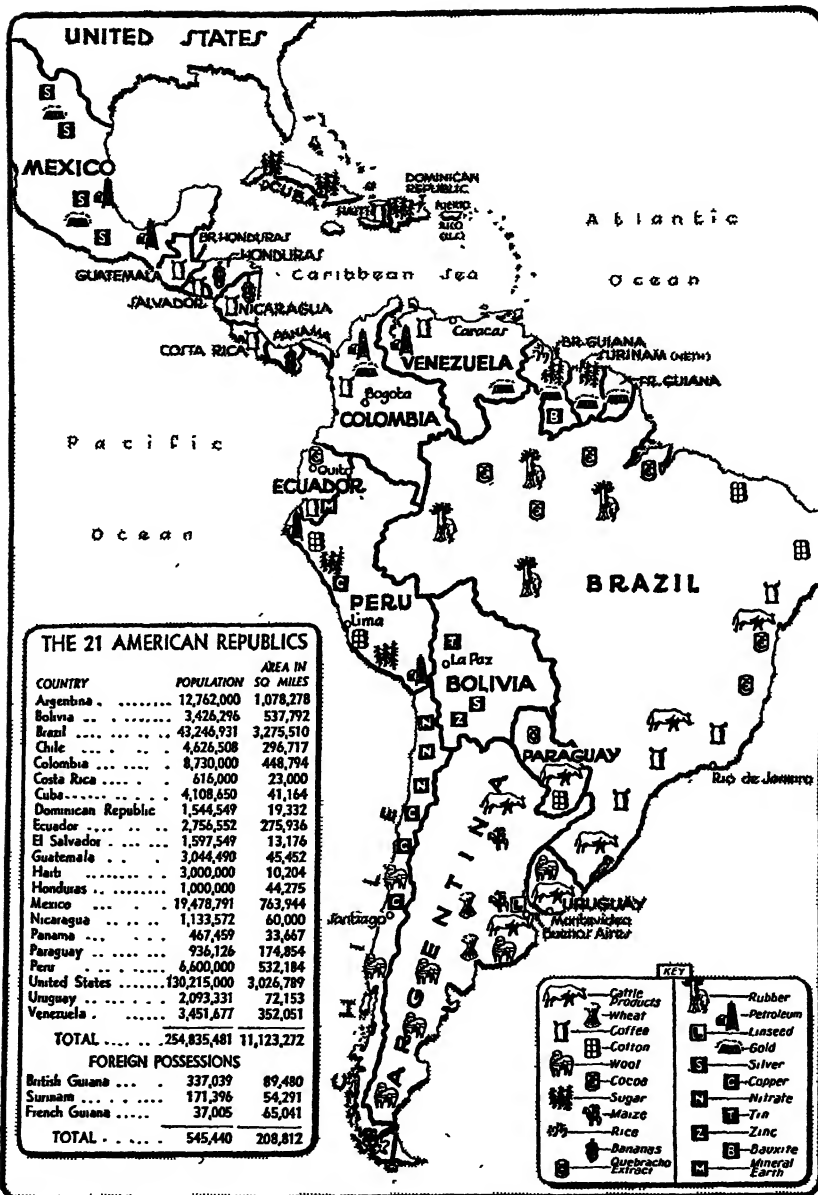 UNITED STATES
MEXICO
CUBA
DOMINICAN
REPUBLIC
HAITI
PUERTO
RICO
Atlantic
Ocean
BR.HONDURAS
HONDURAS
GUATEMALA
Caribbean Sea
SALVADOR
NICARAGUA
COSTA RICA
PANAMA
Caracas
VENEZUELA
BR.GUIANA
SURINAM (NETH)
FR.GUIANA
Bogota
COLOMBIA
Pacific
Ocean
Quito
ECUADOR
BRAZIL
PERU
Lima
La Paz
BOLIVIA
PARAGUAY
Rio de Janeiro
CHILE
ARGENTINA
Santiago
URUGUAY
Montevideo
Buenos Aires
THE 21 AMERICAN REPUBLICS
COUNTRY POPULATION AREA IN SQ MILES
Argentina . ........ 12,762,000 1,078,278
Bolivia .. .. ........ 3,426,296 537,792
Brazil .... ... .. ... 43,246,931 3,275,510
Chile ... .... .. . 4,626,508 296,717
Colombia ... .... .. 8,730,000 448,794
Costa Rica ..... . . 616,000 23,000
Cuba ...... .. .... . 4,108,650 41,164
Dominican Republic 1,544,549 19,332
Ecuador .... .. .. .. 2,756,552 275,936
El Salvador . ...... 1,597,549 13,176
Guatemala . . . 3,044,490 45,452
Haiti ......... ... 3,000,000 10,204
Honduras .. ......... 1,000,000 44,275
Mexico ... ....... 19,478,791 763,944
Nicaragua .. .... . 1,133,572 60,000
Panama ... .. . 467,459 33,667
Paraguay .. ..... .. 936,126 174,854
Peru .. .... ..... 6,600,000 532,184
United States ...... 130,215,000 3,026,789
Uruguay .. .... . . . 2,093,331 72,153
Venezuela . ...... 3,451,677 352,051
TOTAL .... .. 254,835,481 11,123,272
FOREIGN POSSESSIONS
British Guiana ... . 337,039 89,480
Surinam .. . ....... 171,396 54,291
French Guiana ..... 37,005 65,041
TOTAL . - .. . 545,440 208,812
KEY
Cattle Products
Wheat
Coffee
Cotton
Wool
Cocoa
Sugar
Maize
Rice
Bananas
Quebracho Extract
Rubber
Petroleum
L Linseed
Gold
S Silver
C Copper
N Nitrate
T Tin
Z Zinc
B Bauxite
M Mineral Earth